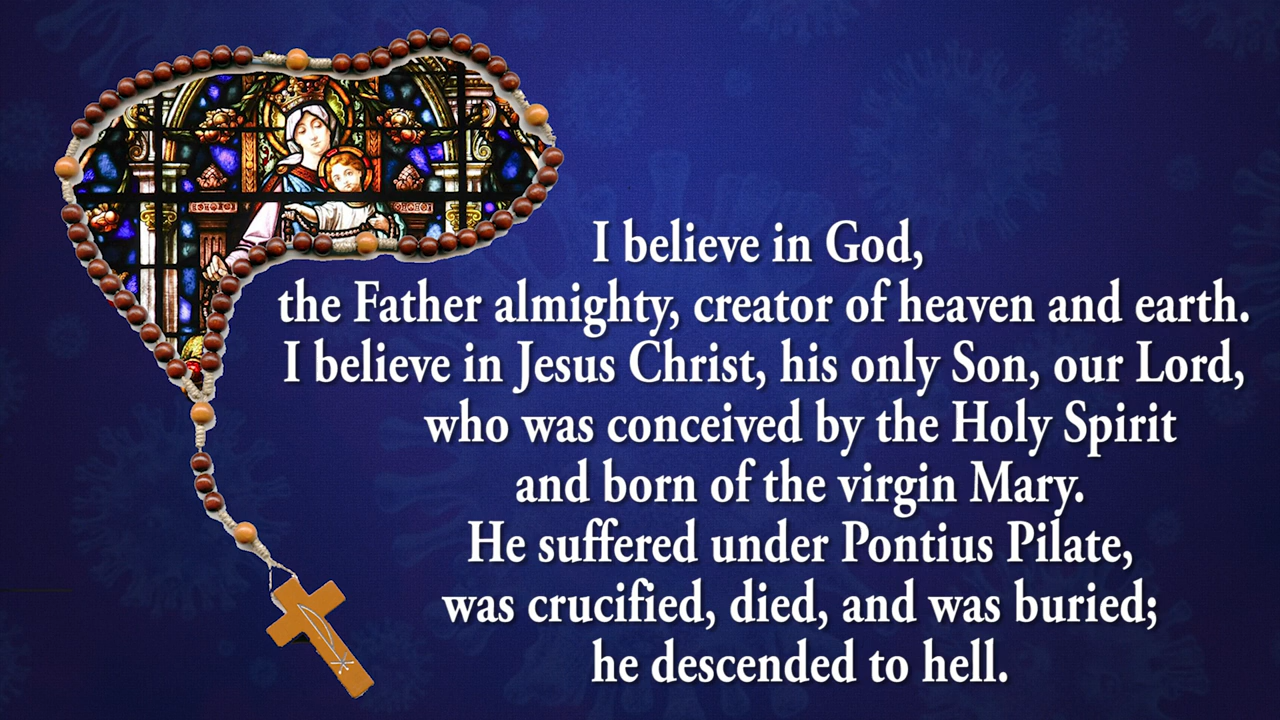 I believe in God,
the Father almighty, creator of heaven and earth.
I believe in Jesus Christ, his only Son, our Lord,
who was conceived by the Holy Spirit
and born of the virgin Mary.
He suffered under Pontius Pilate,
was crucified, died, and was buried;
he descended to hell.